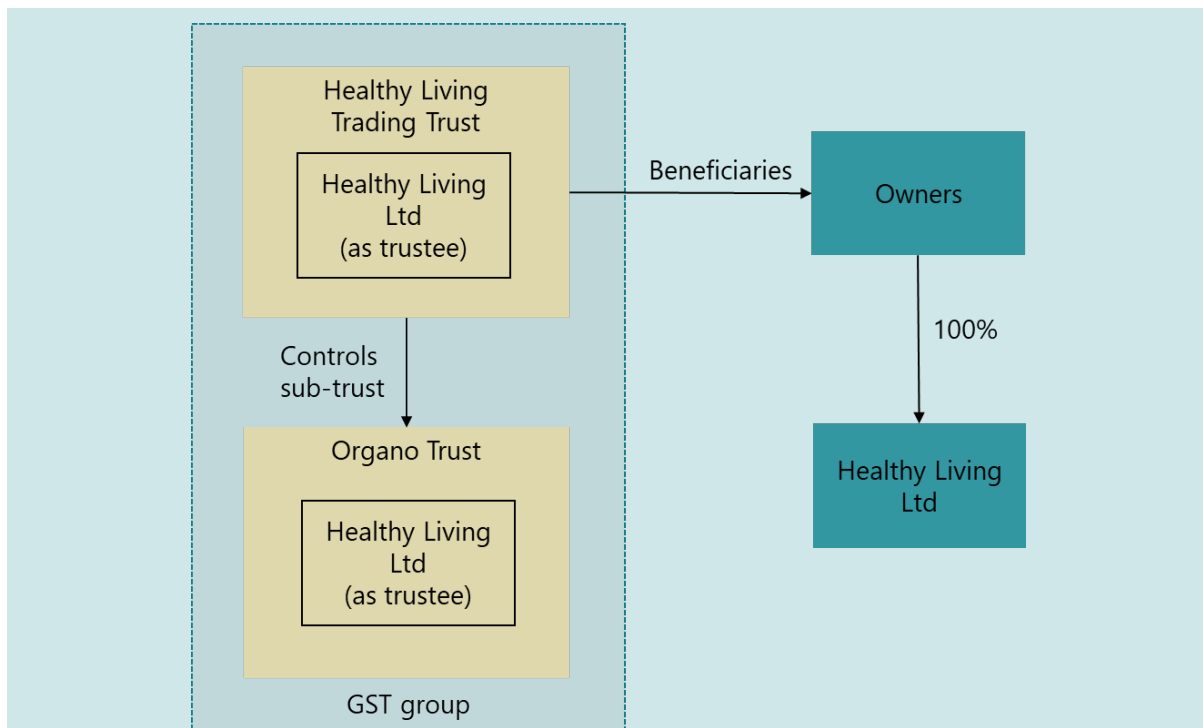 Healthy Living
Trading Trust
Healthy Living
Ltd
(as trustee)
Beneficiaries
Owners
100%
Controls
sub-trust
Organo Trust
Healthy Living
Ltd
(as trustee)
Healthy Living
Ltd
GST group